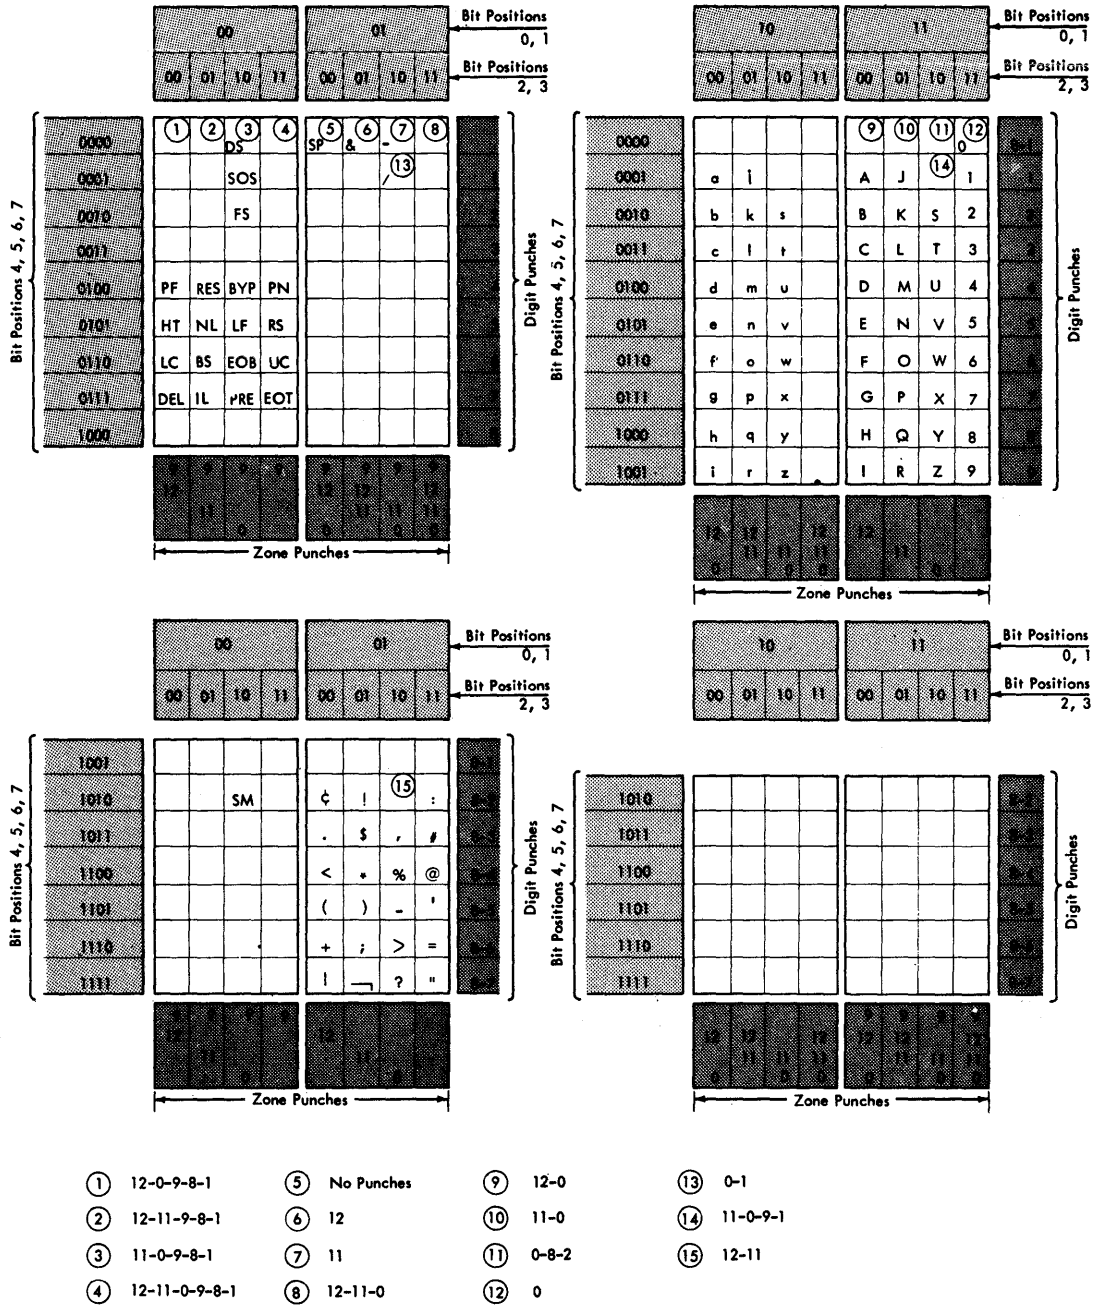 00 01 Bit Positions 0, 1
00 01 10 11 00 01 10 11 Bit Positions 2, 3
Bit Positions 4, 5, 6, 7
0000 1 2 3 DS 4 5 SP 6 & 7 - 8
0001 SOS 13 /
0010 FS
0011
0100 PF RES BYP PN
0101 HT NL LF RS
0110 LC BS EOB UC
0111 DEL IL PRE EOT
1000
Digit Punches
Zone Punches
10 11 Bit Positions 0, 1
00 01 10 11 00 01 10 11 Bit Positions 2, 3
Bit Positions 4, 5, 6, 7
0000 9 10 11 12 0 8-1
0001 a j A J 14 1
0010 b k s B K S 2
0011 c l t C L T 3
0100 d m u D M U 4
0101 e n v E N V 5
0110 f o w F O W 6
0111 g p x G P X 7
1000 h q y H Q Y 8
1001 i r z I R Z 9
Digit Punches
Zone Punches
00 01 Bit Positions 0, 1
00 01 10 11 00 01 10 11 Bit Positions 2, 3
Bit Positions 4, 5, 6, 7
1001
1010 SM ¢ ! 15 :
1011 . $ , #
1100 < * % @
1101 ( ) _ '
1110 + ; > =
1111 | ¬ ? "
Digit Punches
Zone Punches
10 11 Bit Positions 0, 1
00 01 10 11 00 01 10 11 Bit Positions 2, 3
Bit Positions 4, 5, 6, 7
1010
1011
1100
1101
1110
1111
Digit Punches
Zone Punches
1 12-0-9-8-1
2 12-11-9-8-1
3 11-0-9-8-1
4 12-11-0-9-8-1
5 No Punches
6 12
7 11
8 12-11-0
9 12-0
10 11-0
11 0-8-2
12 0
13 0-1
14 11-0-9-1
15 12-11